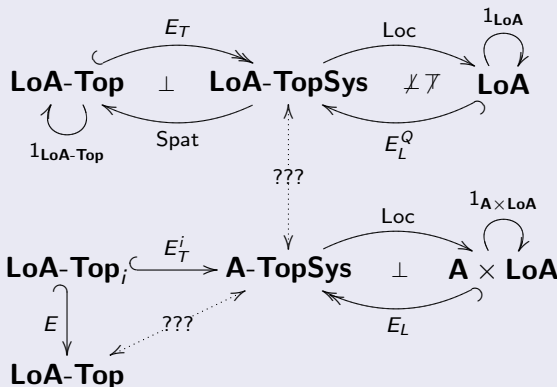 E_T Loc 1_LoA
LoA-Top ⊥ LoA-TopSys ⊥̸ ⊤̸ LoA
1_LoA-Top Spat E_L^Q
???
Loc 1_A×LoA
LoA-Top_i E_T^i A-TopSys ⊥ A × LoA
E ??? E_L
LoA-Top